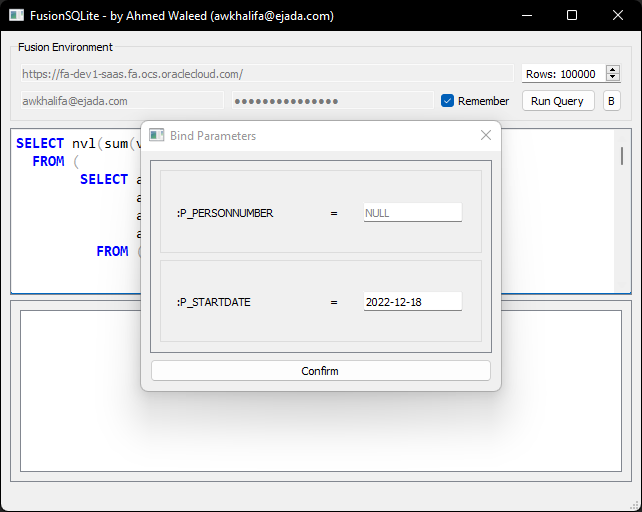 FusionSQLite - by Ahmed Waleed (awkhalifa@ejada.com)
Fusion Environment
https://fa-dev1-saas.fa.ocs.oraclecloud.com/
Rows: 100000
awkhalifa@ejada.com
●●●●●●●●●●●●●●●
Remember
Run Query
B
SELECT nvl(sum(
FROM (
SELECT
FROM (
Bind Parameters
:P_PERSONNUMBER = NULL
:P_STARTDATE = 2022-12-18
Confirm